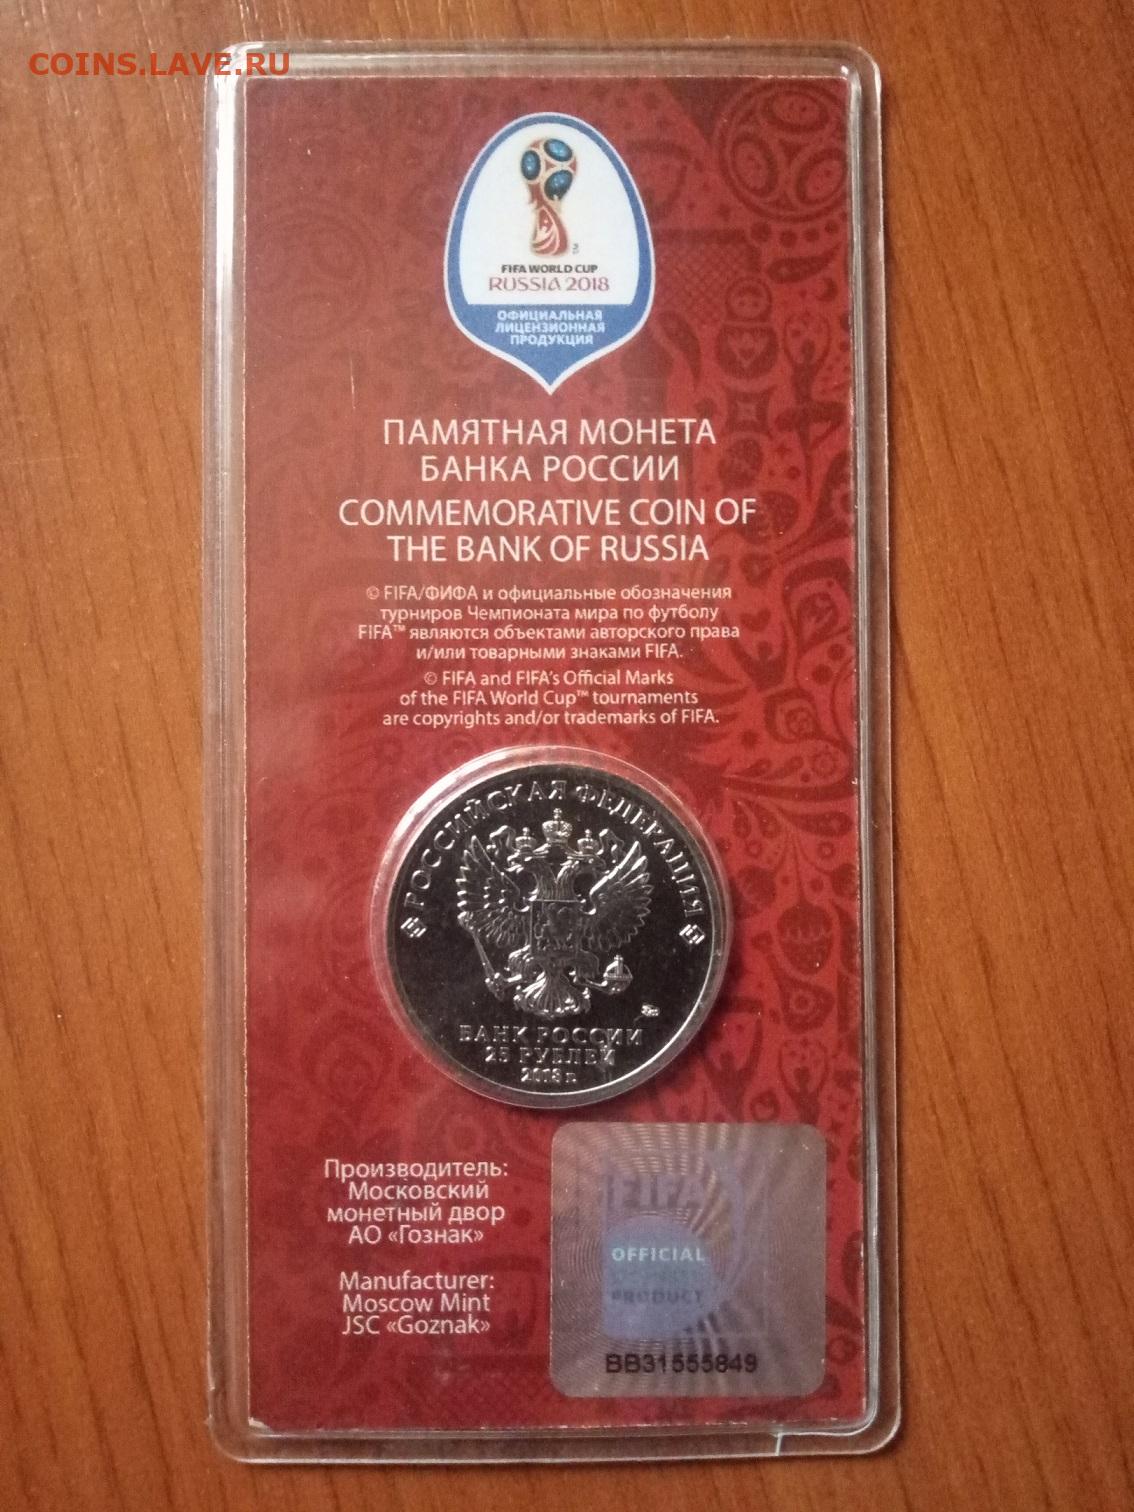 COINS.LAVE.RU
FIFA WORLD CUP
RUSSIA 2018
ОФИЦИАЛЬНАЯ
ЛИЦЕНЗИОННАЯ
ПРОДУКЦИЯ
ПАМЯТНАЯ МОНЕТА
БАНКА РОССИИ
COMMEMORATIVE COIN OF
THE BANK OF RUSSIA
© FIFA/ФИФА и официальные обозначения
турниров Чемпионата мира по футболу
FIFA™ являются объектами авторского права
и/или товарными знаками FIFA.
© FIFA and FIFA's Official Marks
of the FIFA World Cup™ tournaments
are copyrights and/or trademarks of FIFA.
РОССИЙСКАЯ ФЕДЕРАЦИЯ
БАНК РОССИИ
25 РУБЛЕЙ
2018 г.
Производитель:
Московский
монетный двор
АО «Гознак»
Manufacturer:
Moscow Mint
JSC «Goznak»
FIFA
OFFICIAL
PRODUCT
BB31555849